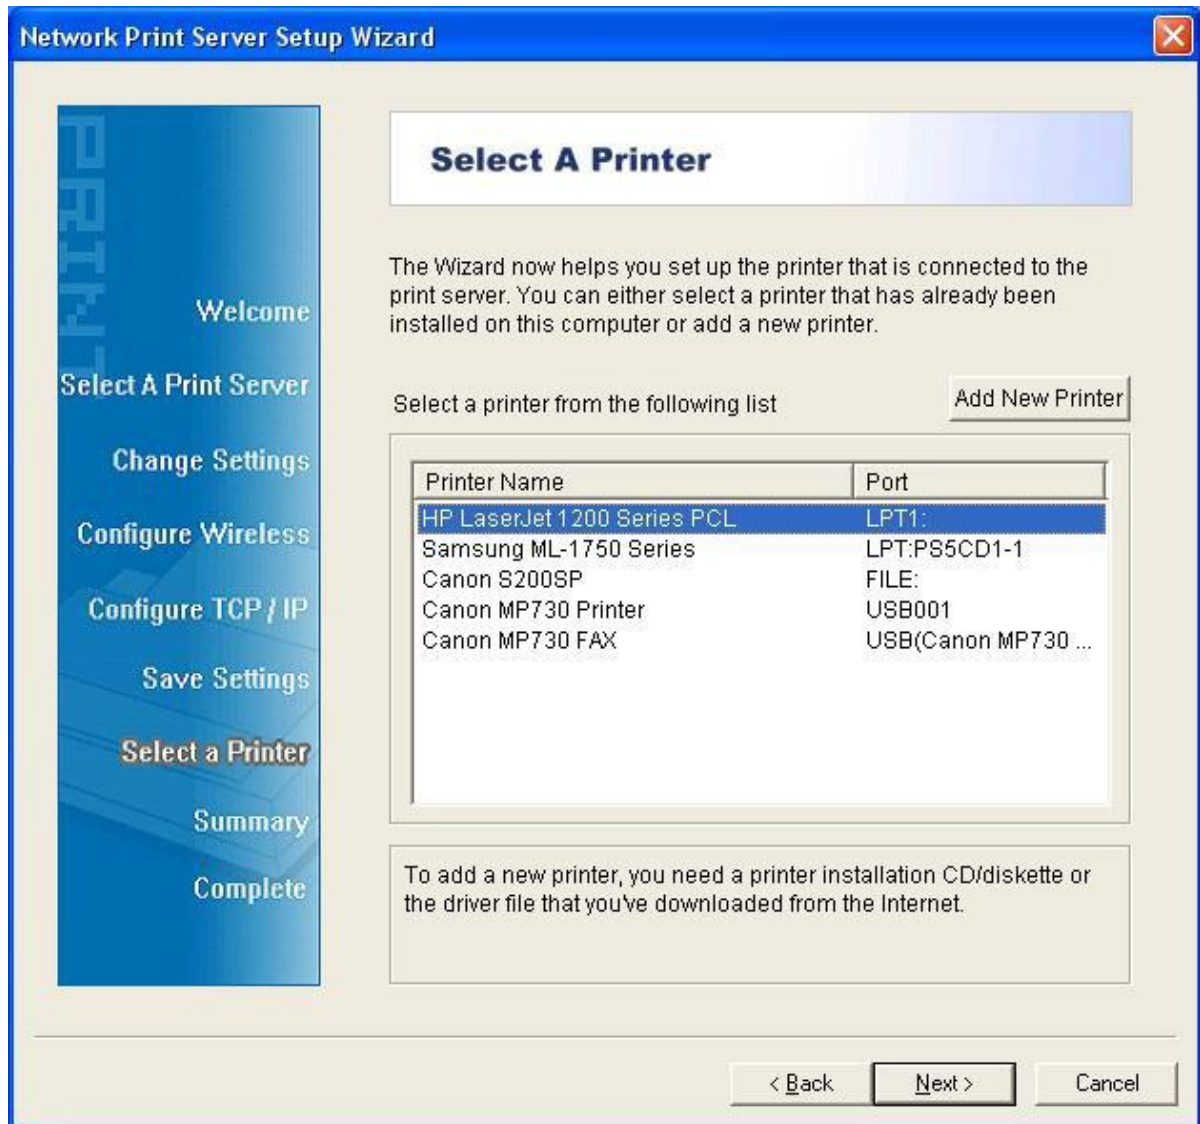 Network Print Server Setup Wizard
PRINT
Welcome
Select A Print Server
Change Settings
Configure Wireless
Configure TCP / IP
Save Settings
Select a Printer
Summary
Complete
Select A Printer
The Wizard now helps you set up the printer that is connected to the
print server. You can either select a printer that has already been
installed on this computer or add a new printer.
Select a printer from the following list
Add New Printer
Printer Name Port
HP LaserJet 1200 Series PCL LPT1:
Samsung ML-1750 Series LPT:PS5CD1-1
Canon S200SP FILE:
Canon MP730 Printer USB001
Canon MP730 FAX USB(Canon MP730 ...
To add a new printer, you need a printer installation CD/diskette or
the driver file that you've downloaded from the Internet.
< Back Next > Cancel